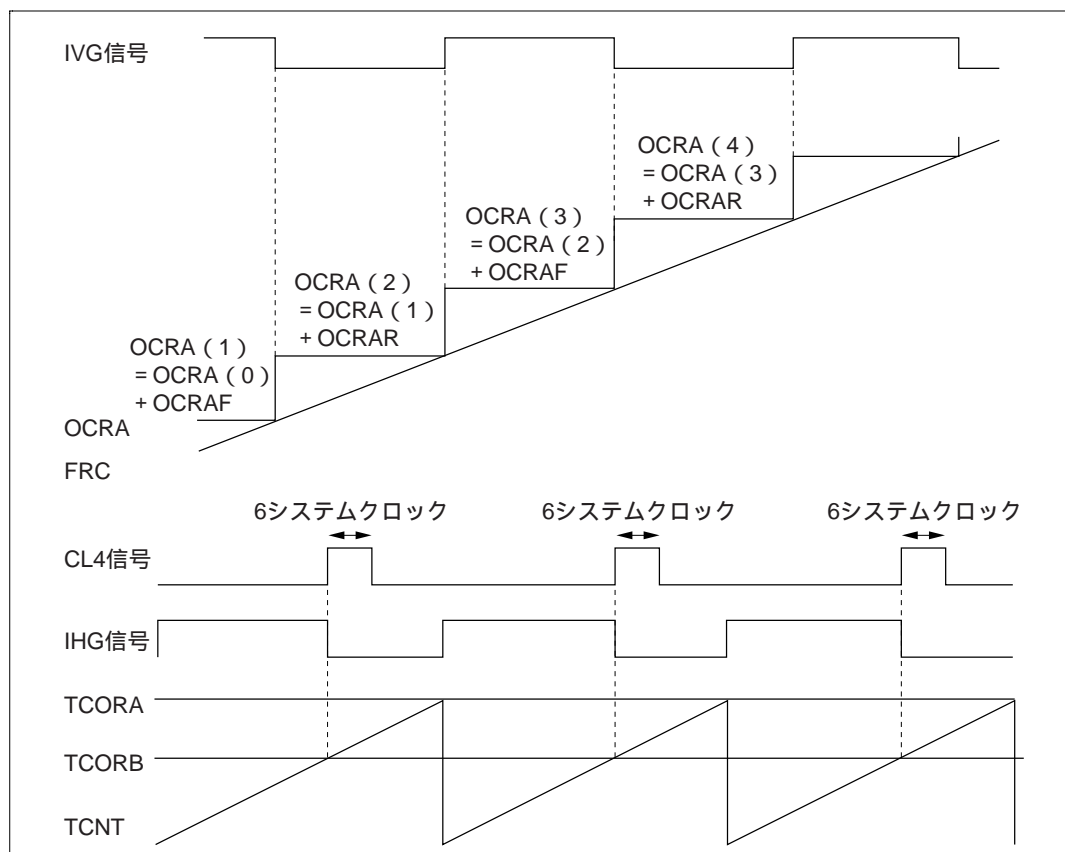 IVG信号
OCRA（4）
= OCRA（3）
+ OCRAR
OCRA（3）
= OCRA（2）
+ OCRAF
OCRA（2）
= OCRA（1）
+ OCRAR
OCRA（1）
= OCRA（0）
+ OCRAF
OCRA
FRC
6システムクロック 6システムクロック 6システムクロック
CL4信号
IHG信号
TCORA
TCORB
TCNT